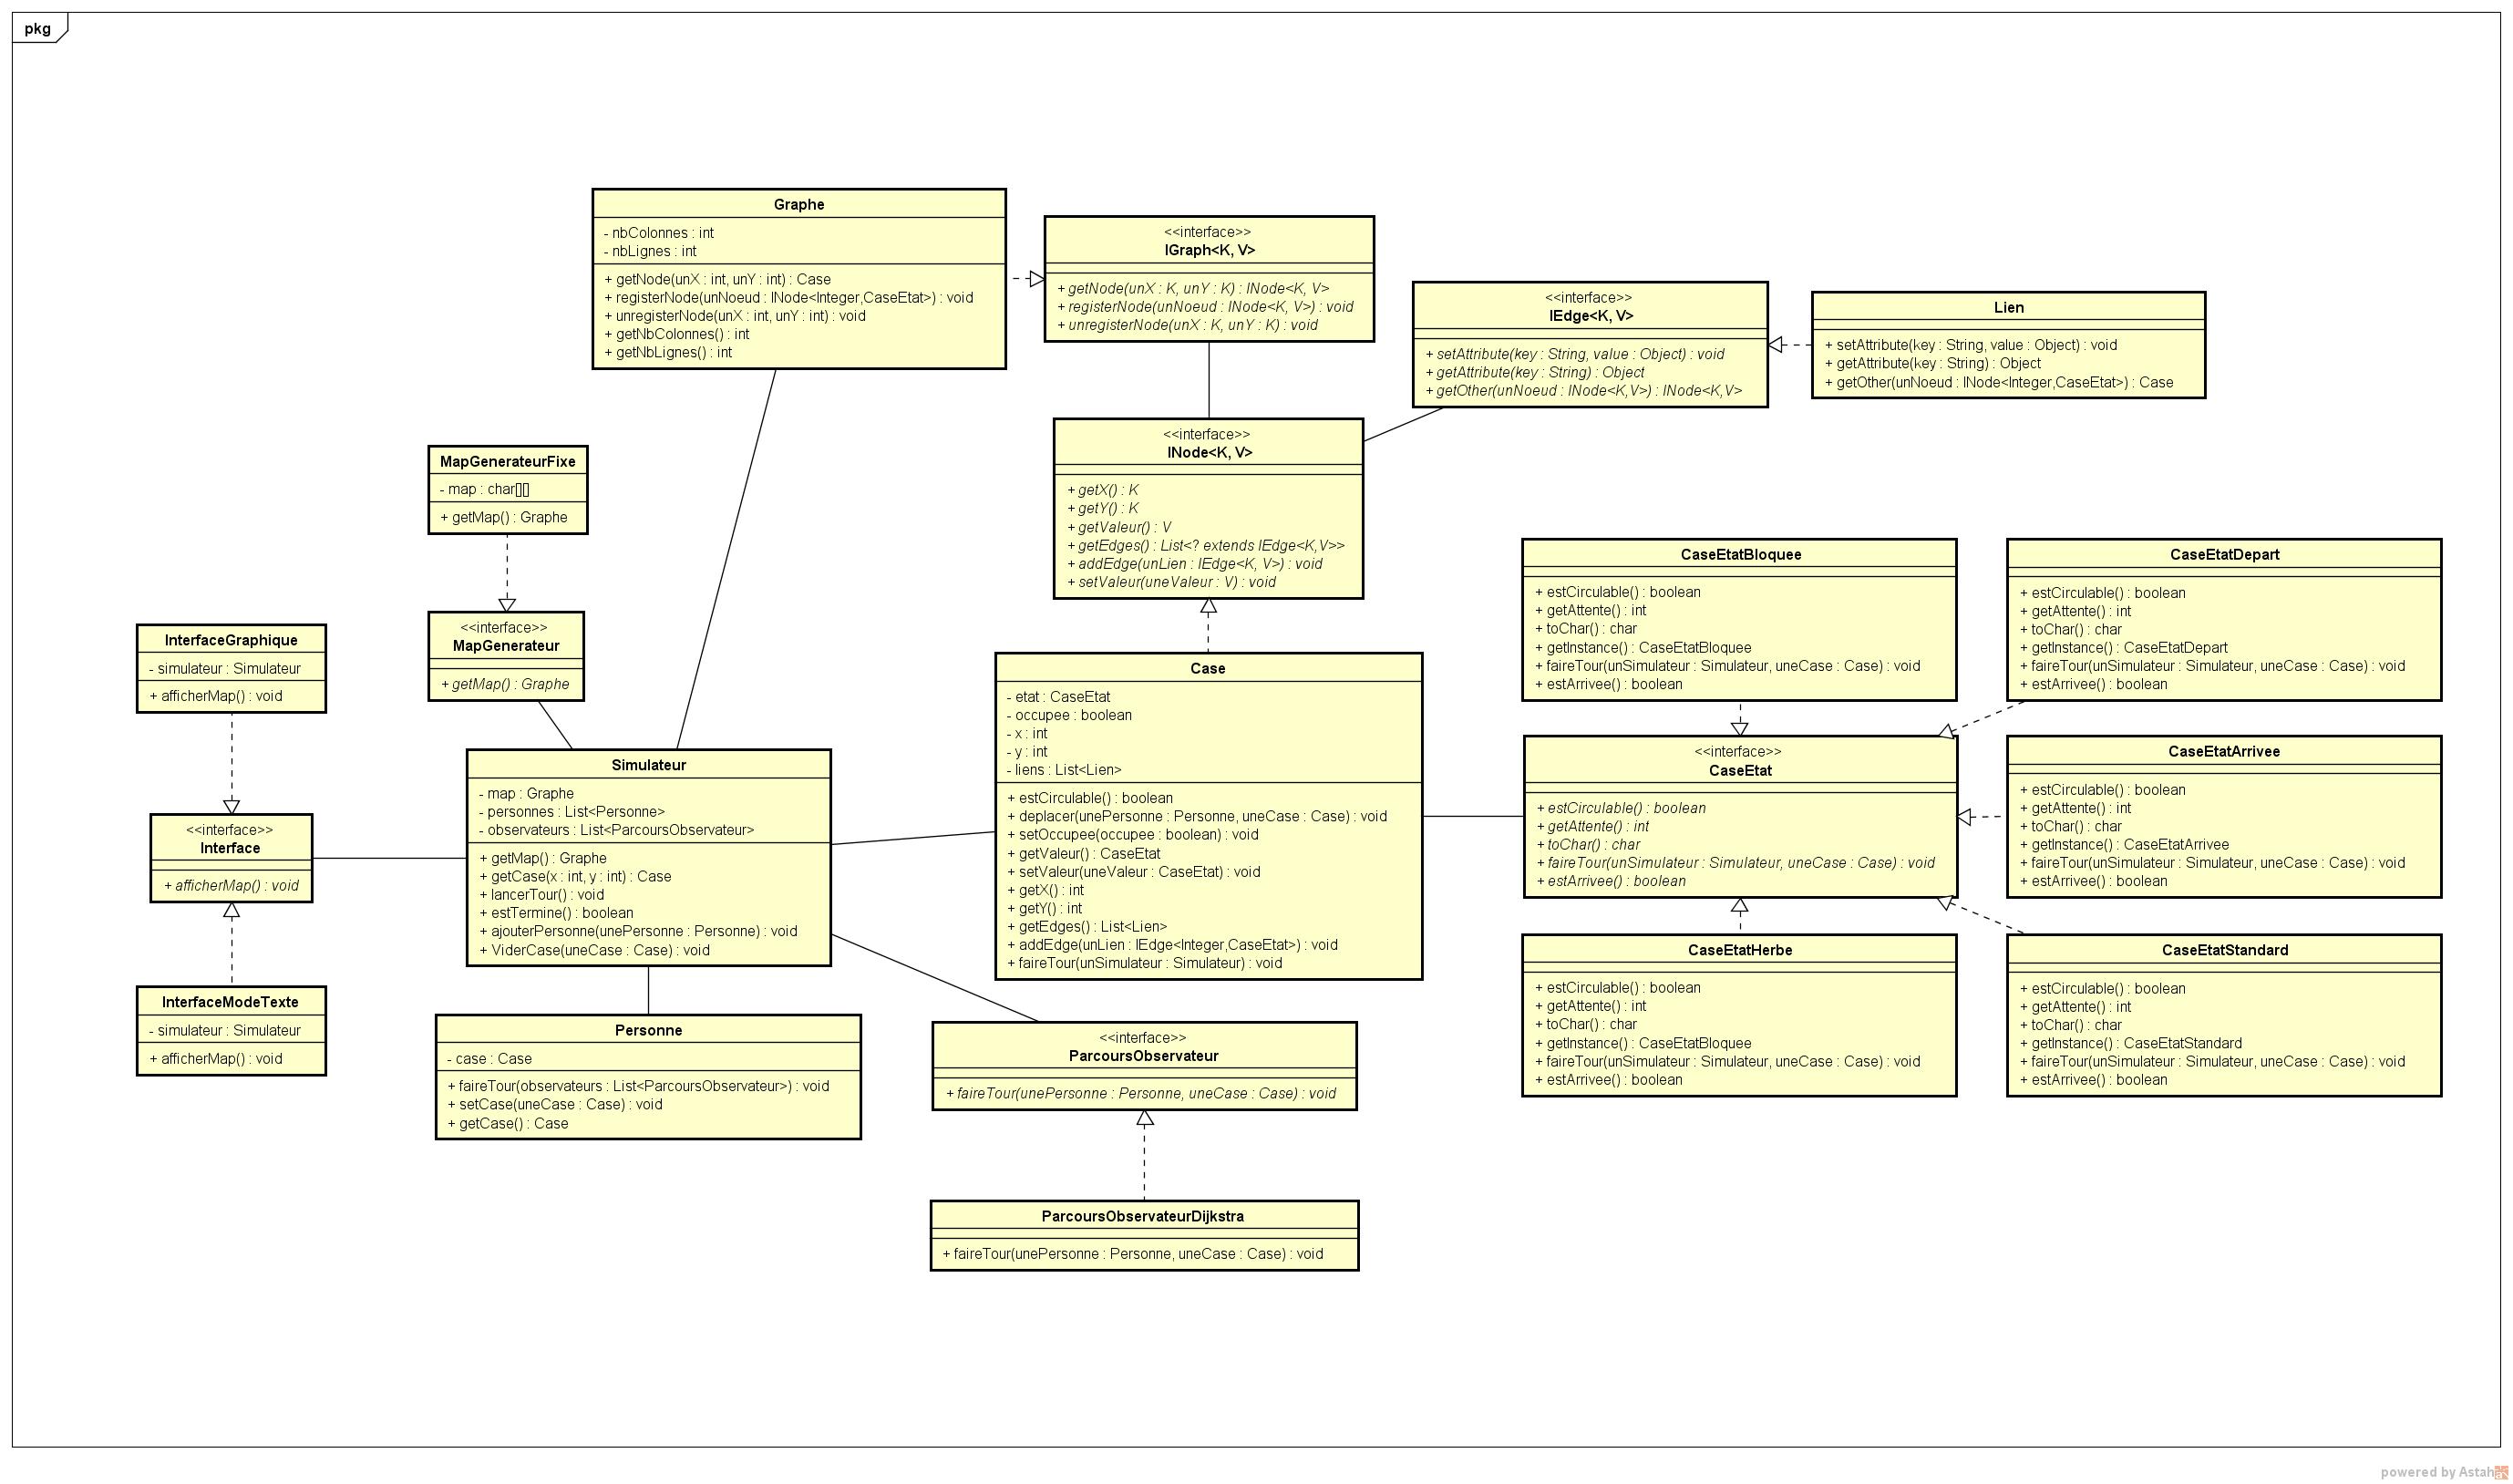 pkg
Graphe
- nbColonnes : int
- nbLignes : int
+ getNode(unX : int, unY : int) : Case
+ registerNode(unNoeud : INode<Integer,CaseEtat>) : void
+ unregisterNode(unX : int, unY : int) : void
+ getNbColonnes() : int
+ getNbLignes() : int
<<interface>>
IGraph<K, V>
+ getNode(unX : K, unY : K) : INode<K, V>
+ registerNode(unNoeud : INode<K, V>) : void
+ unregisterNode(unX : K, unY : K) : void
<<interface>>
IEdge<K, V>
+ setAttribute(key : String, value : Object) : void
+ getAttribute(key : String) : Object
+ getOther(unNoeud : INode<K,V>) : INode<K,V>
Lien
+ setAttribute(key : String, value : Object) : void
+ getAttribute(key : String) : Object
+ getOther(unNoeud : INode<Integer,CaseEtat>) : Case
<<interface>>
INode<K, V>
+ getX() : K
+ getY() : K
+ getValeur() : V
+ getEdges() : List<? extends IEdge<K,V>>
+ addEdge(unLien : IEdge<K, V>) : void
+ setValeur(uneValeur : V) : void
MapGenerateurFixe
- map : char[][]
+ getMap() : Graphe
<<interface>>
MapGenerateur
+ getMap() : Graphe
InterfaceGraphique
- simulateur : Simulateur
+ afficherMap() : void
<<interface>>
Interface
+ afficherMap() : void
InterfaceModeTexte
- simulateur : Simulateur
+ afficherMap() : void
Simulateur
- map : Graphe
- personnes : List<Personne>
- observateurs : List<ParcoursObservateur>
+ getMap() : Graphe
+ getCase(x : int, y : int) : Case
+ lancerTour() : void
+ estTermine() : boolean
+ ajouterPersonne(unePersonne : Personne) : void
+ ViderCase(uneCase : Case) : void
Case
- etat : CaseEtat
- occupee : boolean
- x : int
- y : int
- liens : List<Lien>
+ estCirculable() : boolean
+ deplacer(unePersonne : Personne, uneCase : Case) : void
+ setOccupee(occupee : boolean) : void
+ getValeur() : CaseEtat
+ setValeur(uneValeur : CaseEtat) : void
+ getX() : int
+ getY() : int
+ getEdges() : List<Lien>
+ addEdge(unLien : IEdge<Integer,CaseEtat>) : void
+ faireTour(unSimulateur : Simulateur) : void
CaseEtatBloquee
+ estCirculable() : boolean
+ getAttente() : int
+ toChar() : char
+ getInstance() : CaseEtatBloquee
+ faireTour(unSimulateur : Simulateur, uneCase : Case) : void
+ estArrivee() : boolean
CaseEtatDepart
+ estCirculable() : boolean
+ getAttente() : int
+ toChar() : char
+ getInstance() : CaseEtatDepart
+ faireTour(unSimulateur : Simulateur, uneCase : Case) : void
+ estArrivee() : boolean
<<interface>>
CaseEtat
+ estCirculable() : boolean
+ getAttente() : int
+ toChar() : char
+ faireTour(unSimulateur : Simulateur, uneCase : Case) : void
+ estArrivee() : boolean
CaseEtatArrivee
+ estCirculable() : boolean
+ getAttente() : int
+ toChar() : char
+ getInstance() : CaseEtatArrivee
+ faireTour(unSimulateur : Simulateur, uneCase : Case) : void
+ estArrivee() : boolean
CaseEtatHerbe
+ estCirculable() : boolean
+ getAttente() : int
+ toChar() : char
+ getInstance() : CaseEtatBloquee
+ faireTour(unSimulateur : Simulateur, uneCase : Case) : void
+ estArrivee() : boolean
CaseEtatStandard
+ estCirculable() : boolean
+ getAttente() : int
+ toChar() : char
+ getInstance() : CaseEtatStandard
+ faireTour(unSimulateur : Simulateur, uneCase : Case) : void
+ estArrivee() : boolean
Personne
- case : Case
+ faireTour(observateurs : List<ParcoursObservateur>) : void
+ setCase(uneCase : Case) : void
+ getCase() : Case
<<interface>>
ParcoursObservateur
+ faireTour(unePersonne : Personne, uneCase : Case) : void
ParcoursObservateurDijkstra
+ faireTour(unePersonne : Personne, uneCase : Case) : void
powered by Astah